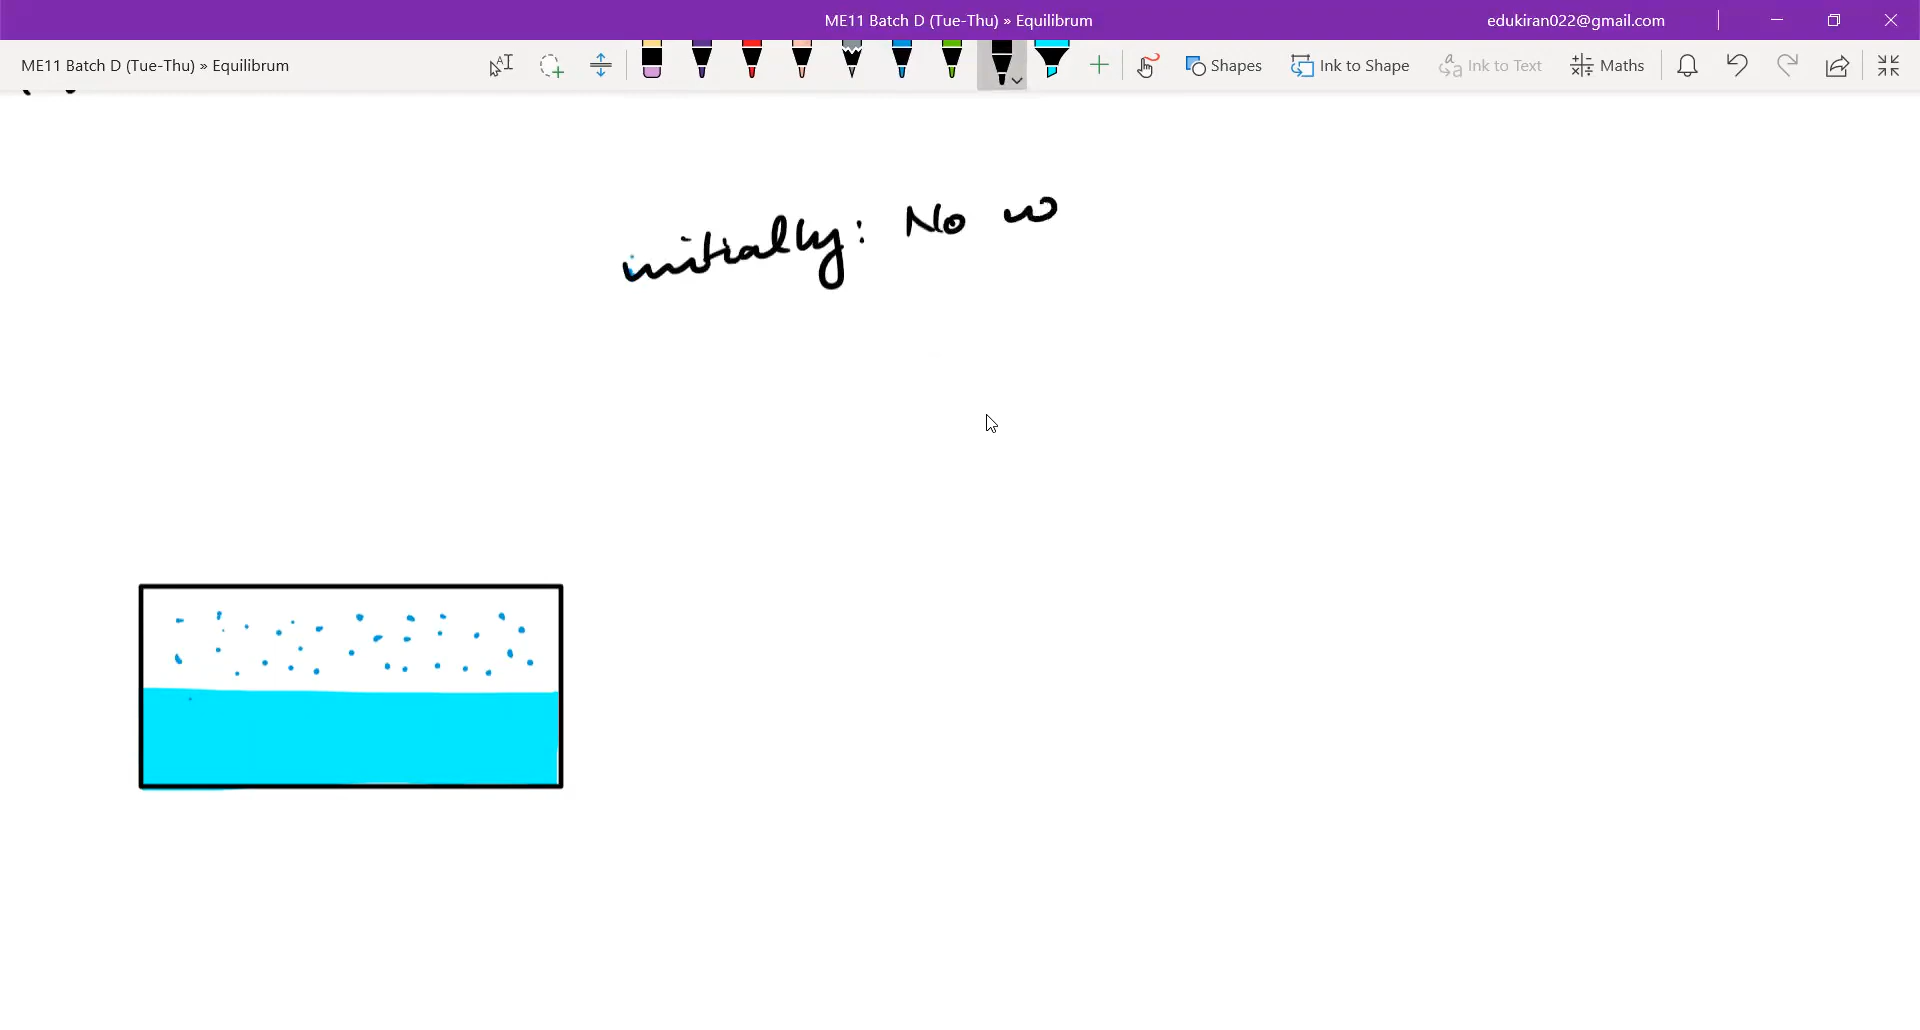 ME11 Batch D (Tue-Thu) » Equilibrum
edukiran022@gmail.com
ME11 Batch D (Tue-Thu) » Equilibrum
Shapes
Ink to Shape
Ink to Text
Maths
initially: No w